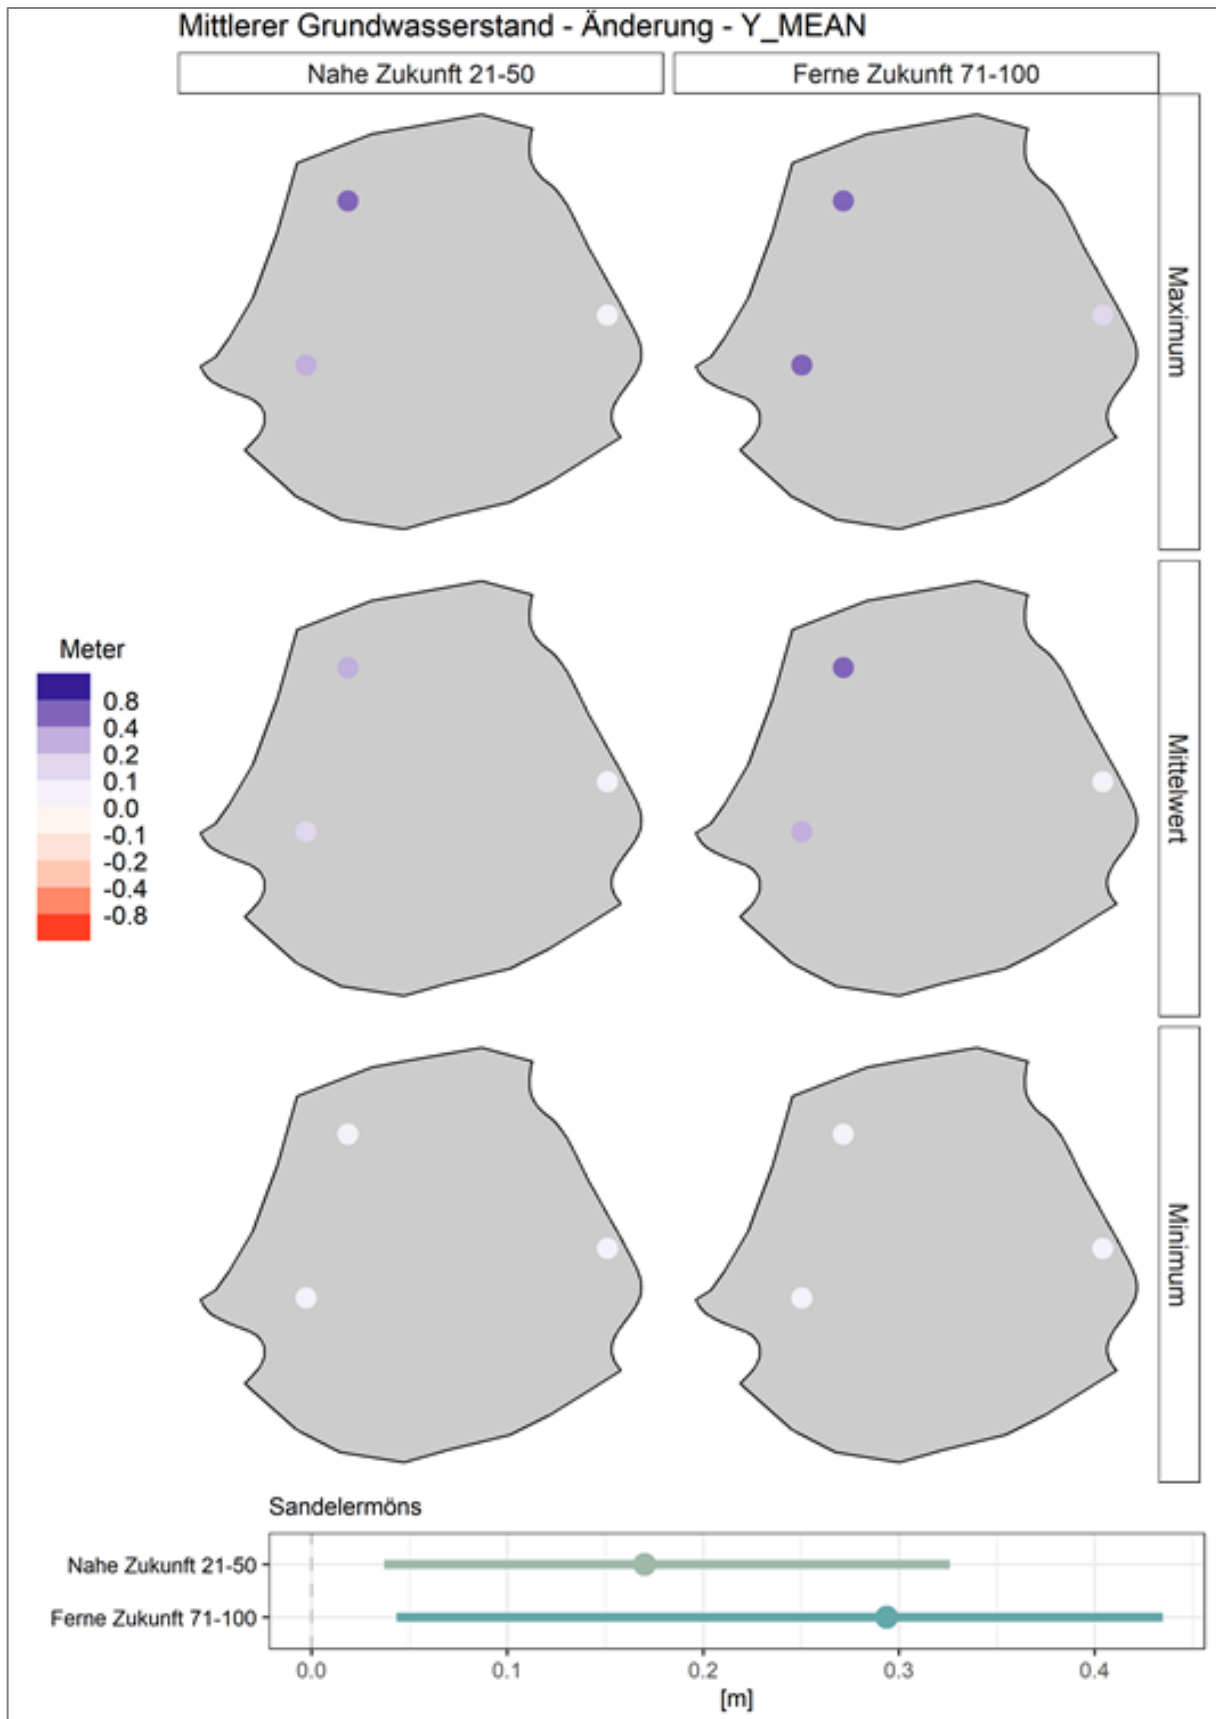 Mittlerer Grundwasserstand - Änderung - Y_MEAN
Nahe Zukunft 21-50
Ferne Zukunft 71-100
Maximum
Mittelwert
Minimum
Meter
0.8
0.4
0.2
0.1
0.0
-0.1
-0.2
-0.4
-0.8
Sandelermöns
Nahe Zukunft 21-50
Ferne Zukunft 71-100
0.0 0.1 0.2 0.3 0.4
[m]